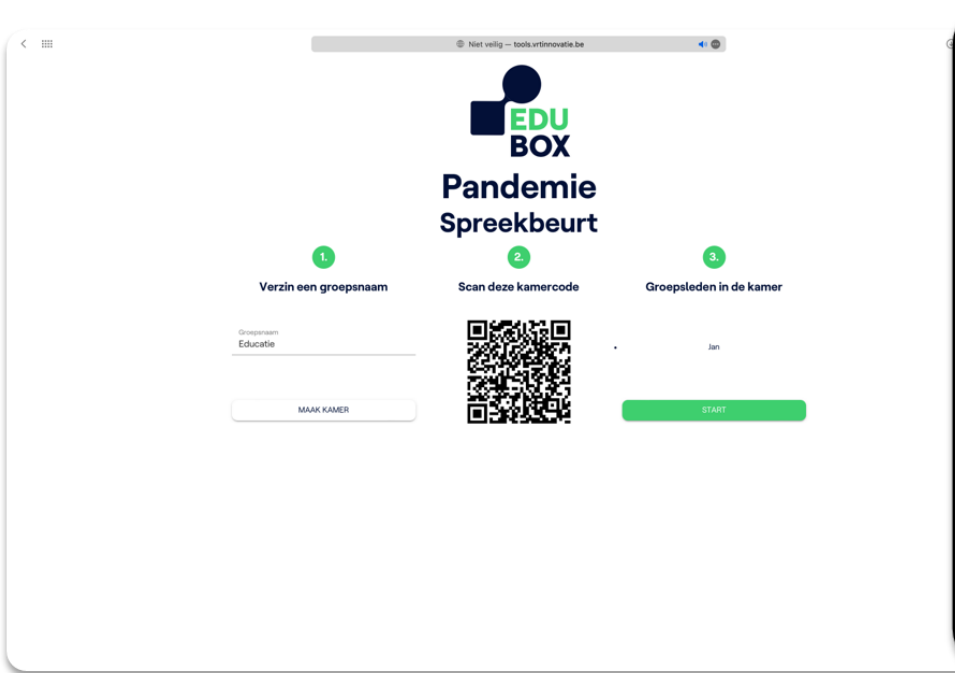 Niet veilig — tools.vrtinnovatie.be
EDU
BOX
Pandemie
Spreekbeurt
1.
2.
3.
Verzin een groepsnaam
Scan deze kamercode
Groepsleden in de kamer
Groepsnaam
Educatie
• Jan
MAAK KAMER
START